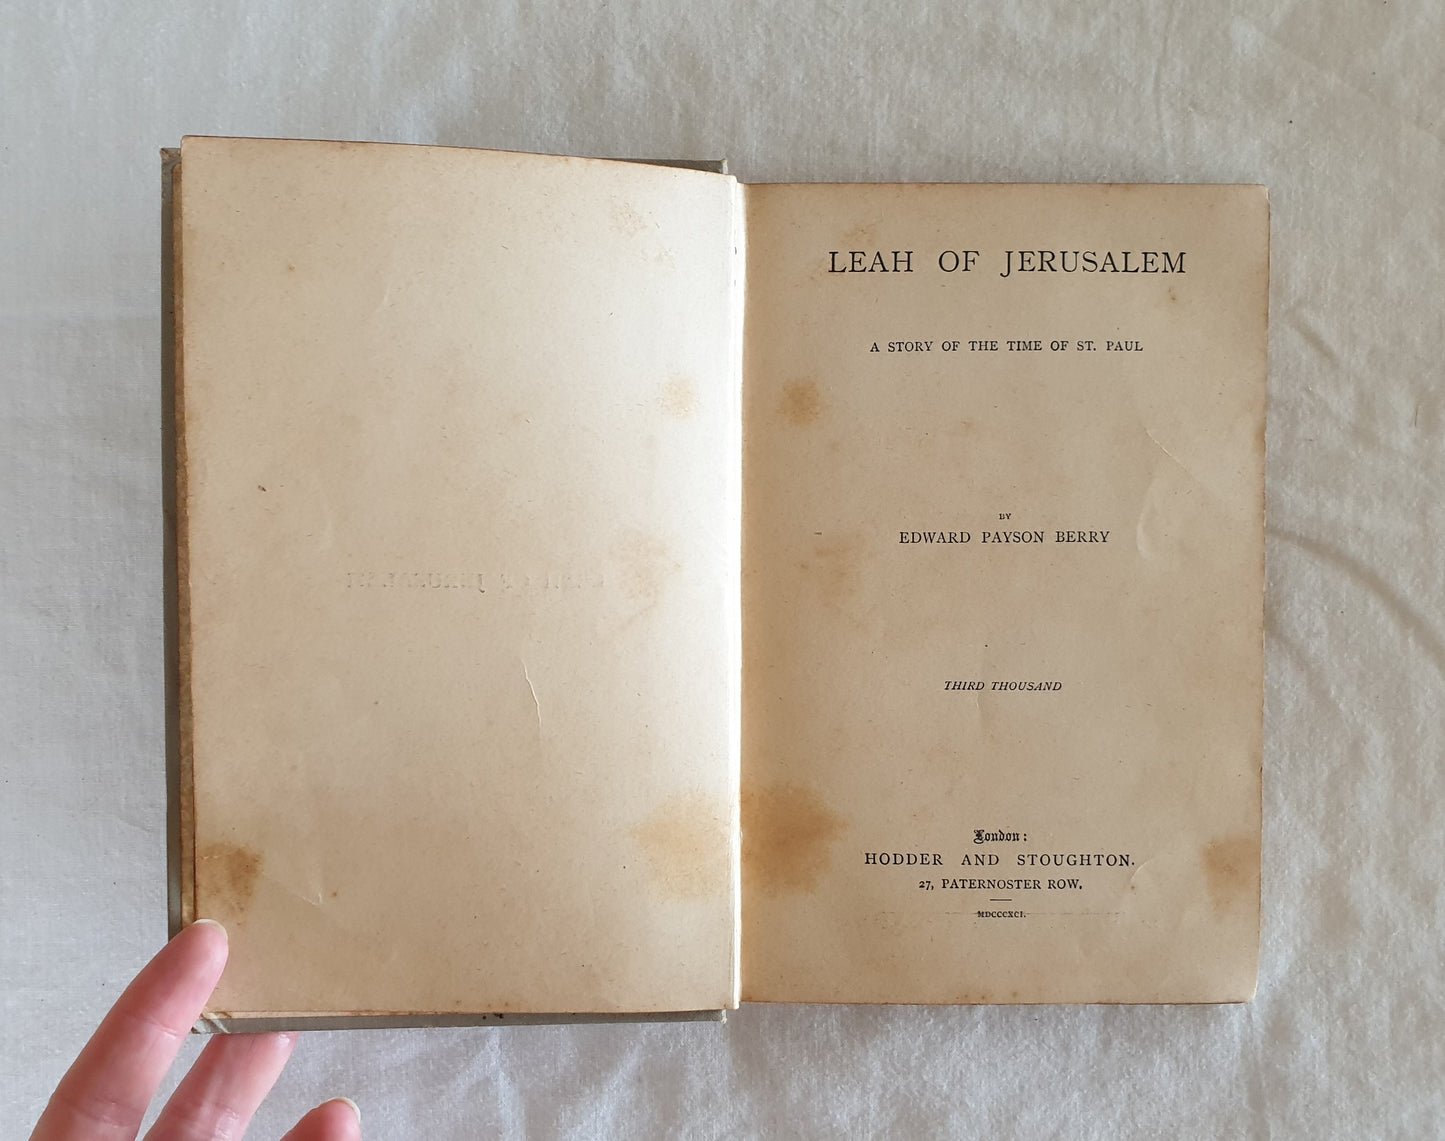 LEAH OF JERUSALEM
A STORY OF THE TIME OF ST. PAUL
BY
EDWARD PAYSON BERRY
THIRD THOUSAND
London:
HODDER AND STOUGHTON.
27, PATERNOSTER ROW.
MDCCCXCI.